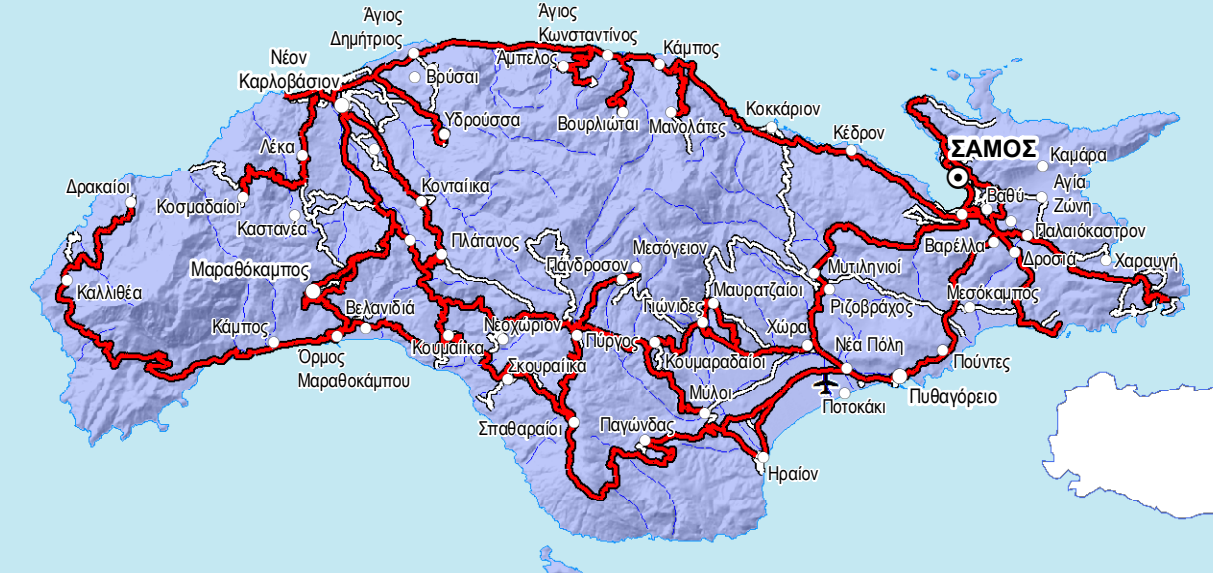 Άγιος
Δημήτριος
Άγιος
Κωνσταντίνος
Νέον
Καρλοβάσιον
Βρύσαι
Άμπελος
Κάμπος
Υδρούσσα
Βουρλιώται
Μανολάτες
Κοκκάριον
Κέδρον
ΣΑΜΟΣ
Καμάρα
Αγία
Ζώνη
Βαθύ
Λέκα
Δρακαίοι
Κοσμαδαίοι
Κονταίικα
Καστανέα
Παλαιόκαστρον
Βαρέλλα
Δροσιά
Χαραυγή
Πλάτανος
Μεσόγειον
Πάνδροσον
Μαραθόκαμπος
Μυτιληνιοί
Καλλιθέα
Μαυρατζαίοι
Μεσόκαμπος
Βελανιδιά
Γιώνιδες
Ριζοβράχος
Κάμπος
Νεοχώριον
Χώρα
Πύργος
Νέα Πόλη
Κουμαίικα
Όρμος
Μαραθοκάμπου
Σκουραίικα
Κουμαραδαίοι
Πούντες
Μύλοι
Ποτοκάκι
Πυθαγόρειο
Σπαθαραίοι
Παγώνδας
Ηραίον